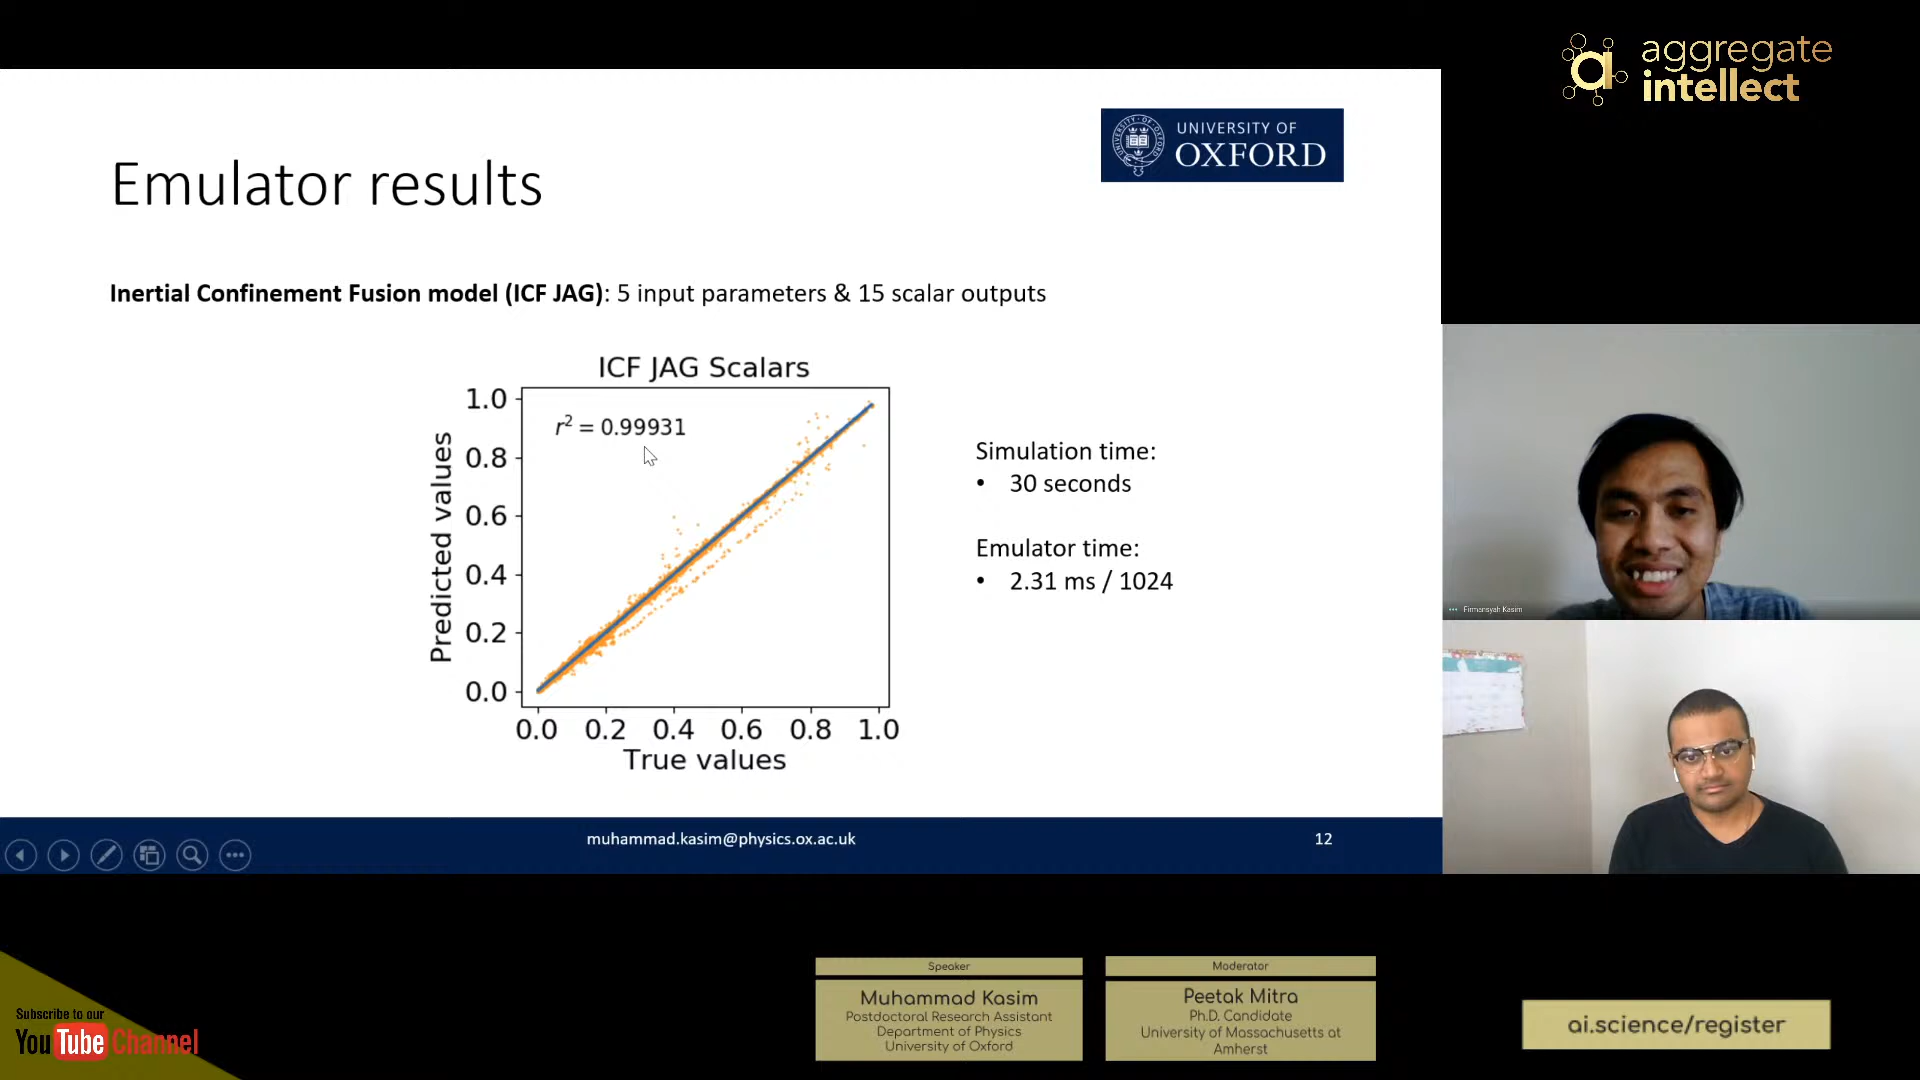 aggregate
intellect
UNIVERSITY OF
OXFORD
Emulator results
Inertial Confinement Fusion model (ICF JAG): 5 input parameters & 15 scalar outputs
ICF JAG Scalars
r² = 0.99931
Predicted values
1.0
0.8
0.6
0.4
0.2
0.0
0.0 0.2 0.4 0.6 0.8 1.0
True values
Simulation time:
• 30 seconds
Emulator time:
• 2.31 ms / 1024
Firmansyah Kasim
muhammad.kasim@physics.ox.ac.uk
12
Subscribe to our
YouTube Channel
Speaker
Muhammad Kasim
Postdoctoral Research Assistant
Department of Physics
University of Oxford
Moderator
Peetak Mitra
Ph.D. Candidate
University of Massachusetts at
Amherst
ai.science/register